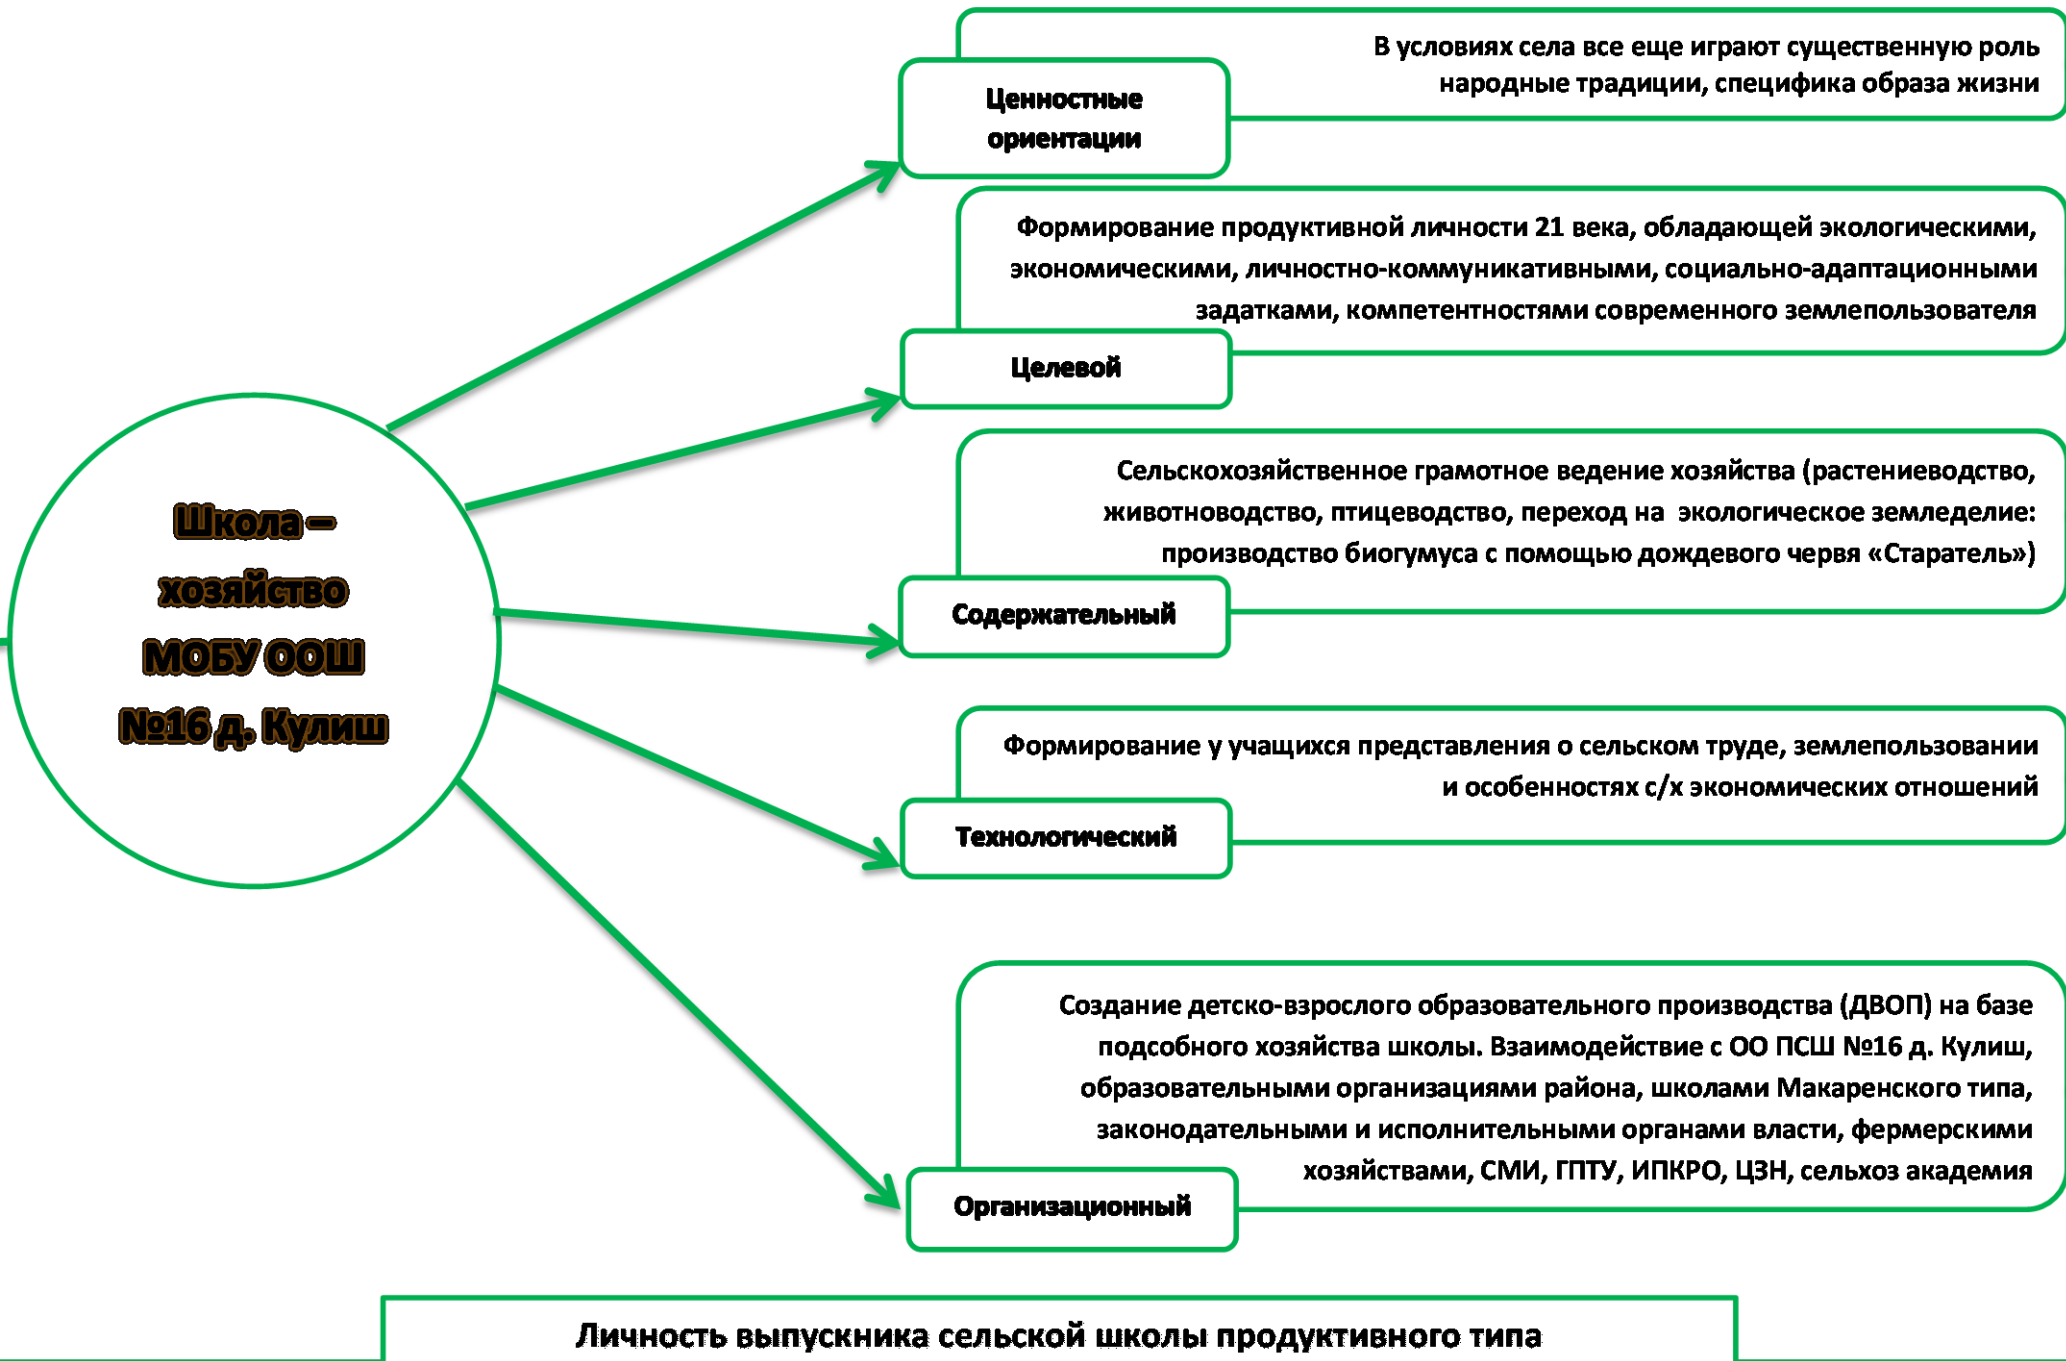 Школа –
хозяйство
МОБУ ООШ
№16 д. Кулиш
В условиях села все еще играют существенную роль
народные традиции, специфика образа жизни
Ценностные
ориентации
Формирование продуктивной личности 21 века, обладающей экологическими,
экономическими, личностно-коммуникативными, социально-адаптационными
задатками, компетентностями современного землепользователя
Целевой
Сельскохозяйственное грамотное ведение хозяйства (растениеводство,
животноводство, птицеводство, переход на экологическое земледелие:
производство биогумуса с помощью дождевого червя «Старатель»)
Содержательный
Формирование у учащихся представления о сельском труде, землепользовании
и особенностях с/х экономических отношений
Технологический
Создание детско-взрослого образовательного производства (ДВОП) на базе
подсобного хозяйства школы. Взаимодействие с ОО ПСШ №16 д. Кулиш,
образовательными организациями района, школами Макаренского типа,
законодательными и исполнительными органами власти, фермерскими
хозяйствами, СМИ, ГПТУ, ИПКРО, ЦЗН, сельхоз академия
Организационный
Личность выпускника сельской школы продуктивного типа